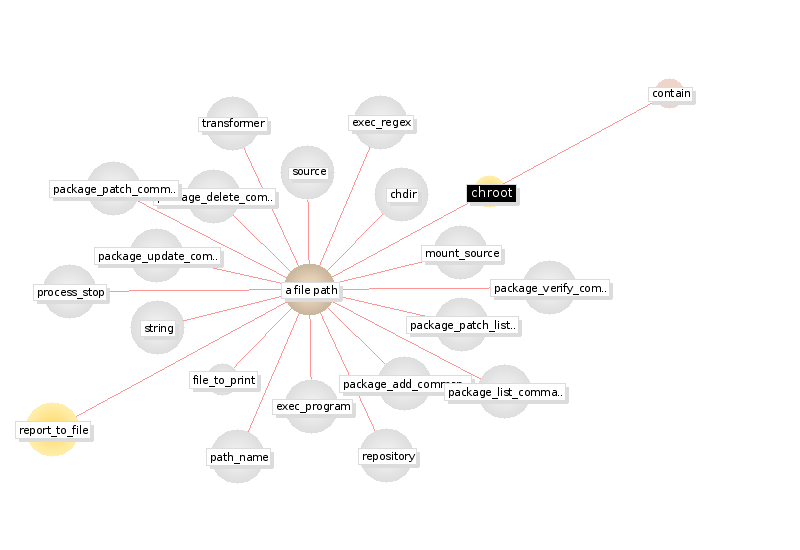 contain
transformer
exec_regex
source
package_patch_comm..
age_delete_com..
chdir
chroot
package_update_com..
mount_source
process_stop
a file path
package_verify_com..
string
package_patch_list..
file_to_print
package_add_comman
package_list_comma..
exec_program
report_to_file
path_name
repository